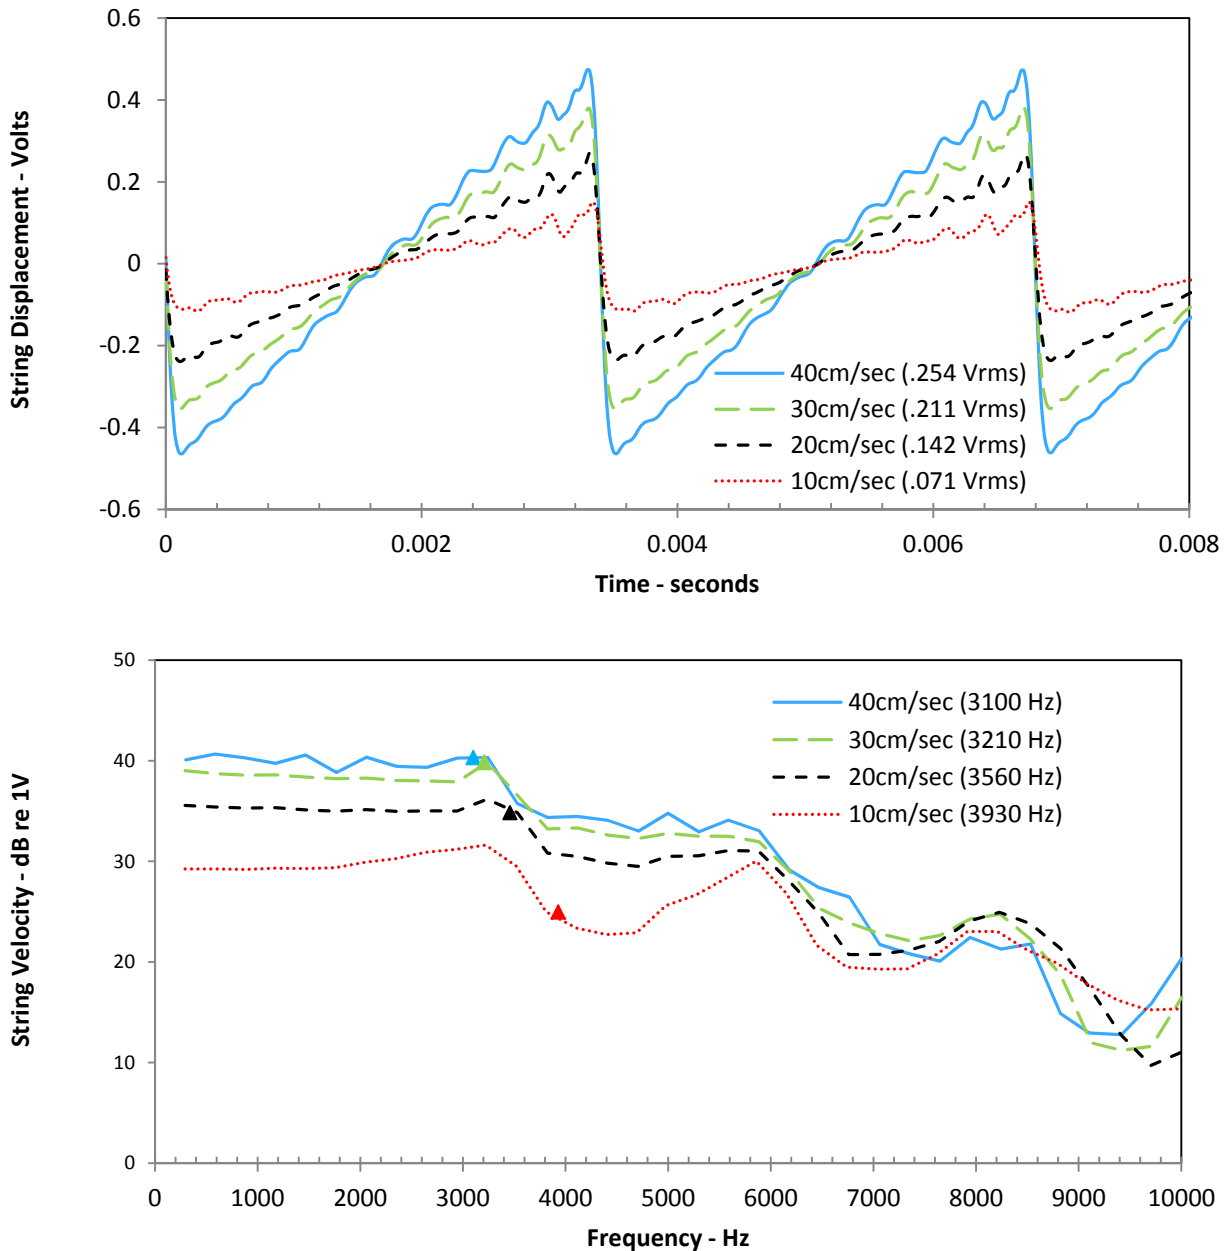 0.6
0.4
0.2
0
-0.2
-0.4
-0.6
String Displacement - Volts
40cm/sec (.254 Vrms)
30cm/sec (.211 Vrms)
20cm/sec (.142 Vrms)
10cm/sec (.071 Vrms)
0 0.002 0.004 0.006 0.008
Time - seconds
50
40
30
20
10
0
String Velocity - dB re 1V
40cm/sec (3100 Hz)
30cm/sec (3210 Hz)
20cm/sec (3560 Hz)
10cm/sec (3930 Hz)
0 1000 2000 3000 4000 5000 6000 7000 8000 9000 10000
Frequency - Hz